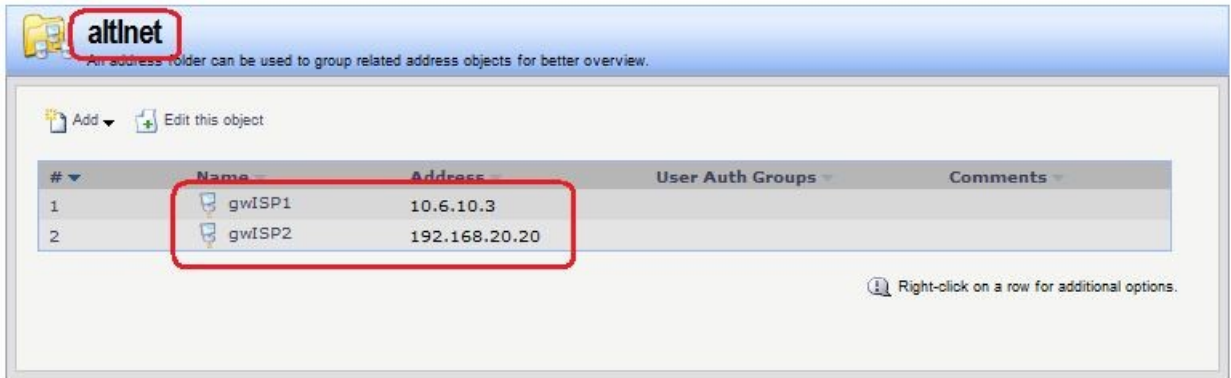 altInet
An address folder can be used to group related address objects for better overview.
Add Edit this object
# Name Address User Auth Groups Comments
1 gwISP1 10.6.10.3
2 gwISP2 192.168.20.20
Right-click on a row for additional options.